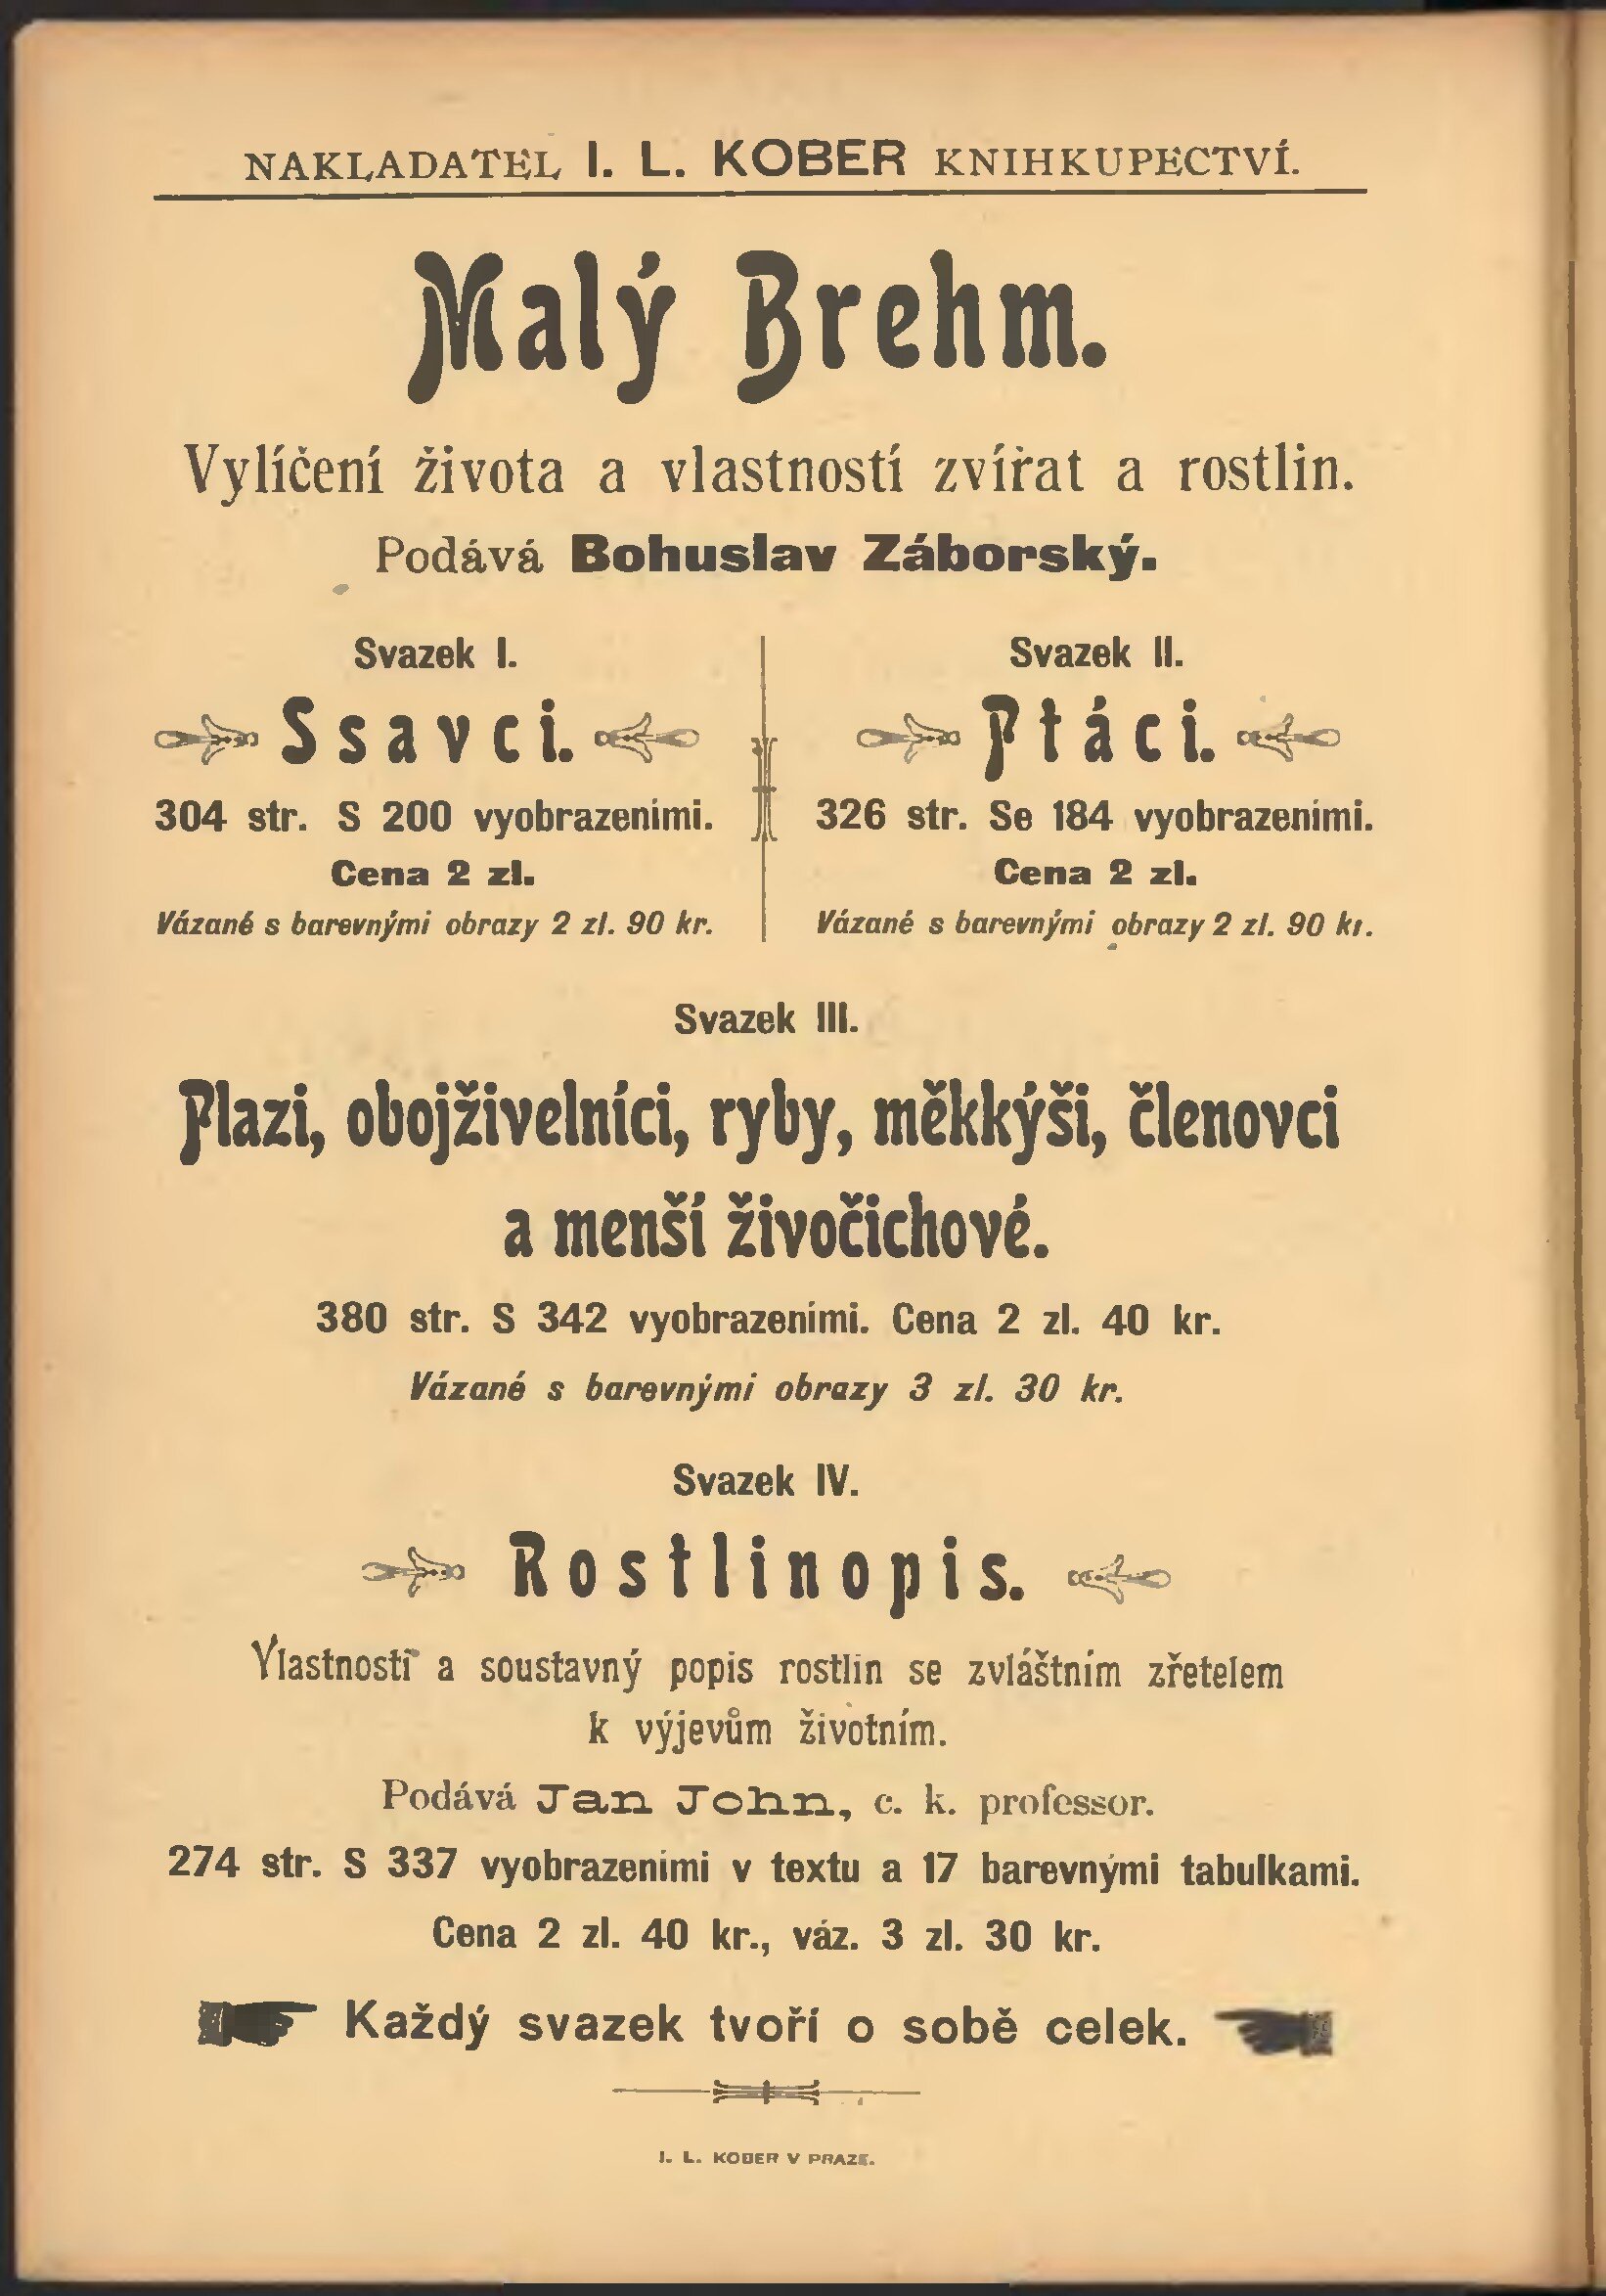 NAKLADATEL I. L. KOBER KNIHKUPECTVÍ.
Malý Brehm.
Vylíčení života a vlastností zvířat a rostlin.
Podává Bohuslav Záborský.
Svazek I.
Ssavci.
304 str. S 200 vyobrazeními.
Cena 2 zl.
Vázané s barevnými obrazy 2 zl. 90 kr.
Svazek II.
Ptáci.
326 str. Se 184 vyobrazeními.
Cena 2 zl.
Vázané s barevnými obrazy 2 zl. 90 kr.
Svazek III.
Plazi, obojživelníci, ryby, měkkýši, členovci
a menší živočichové.
380 str. S 342 vyobrazeními. Cena 2 zl. 40 kr.
Vázané s barevnými obrazy 3 zl. 30 kr.
Svazek IV.
Rostlinopis.
Vlastnosti a soustavný popis rostlin se zvláštním zřetelem
k výjevům životním.
Podává Jan John, c. k. professor.
274 str. S 337 vyobrazeními v textu a 17 barevnými tabulkami.
Cena 2 zl. 40 kr., váz. 3 zl. 30 kr.
Každý svazek tvoří o sobě celek.
I. L. KOBER V PRAZE.